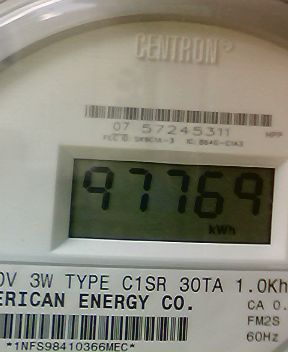 CENTRON
07 57245311
97769
kWh
0V 3W TYPE C1SR 30TA 1.0Kh
ERICAN ENERGY CO.
CA 0.
FM2S
60Hz
*1NFS98410366MEC*